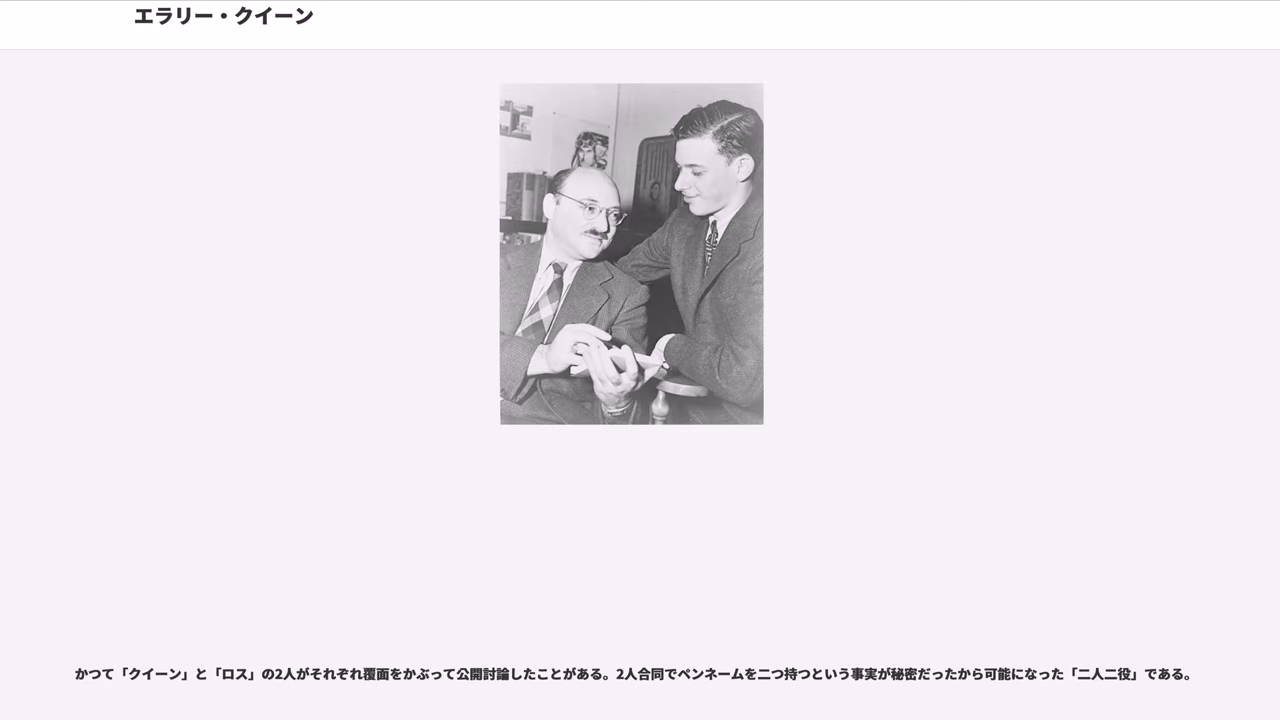 エラリー・クイーン
かつて「クイーン」と「ロス」の2人がそれぞれ覆面をかぶって公開討論したことがある。2人合同でペンネームを二つ持つという事実が秘密だったから可能になった「二人二役」である。